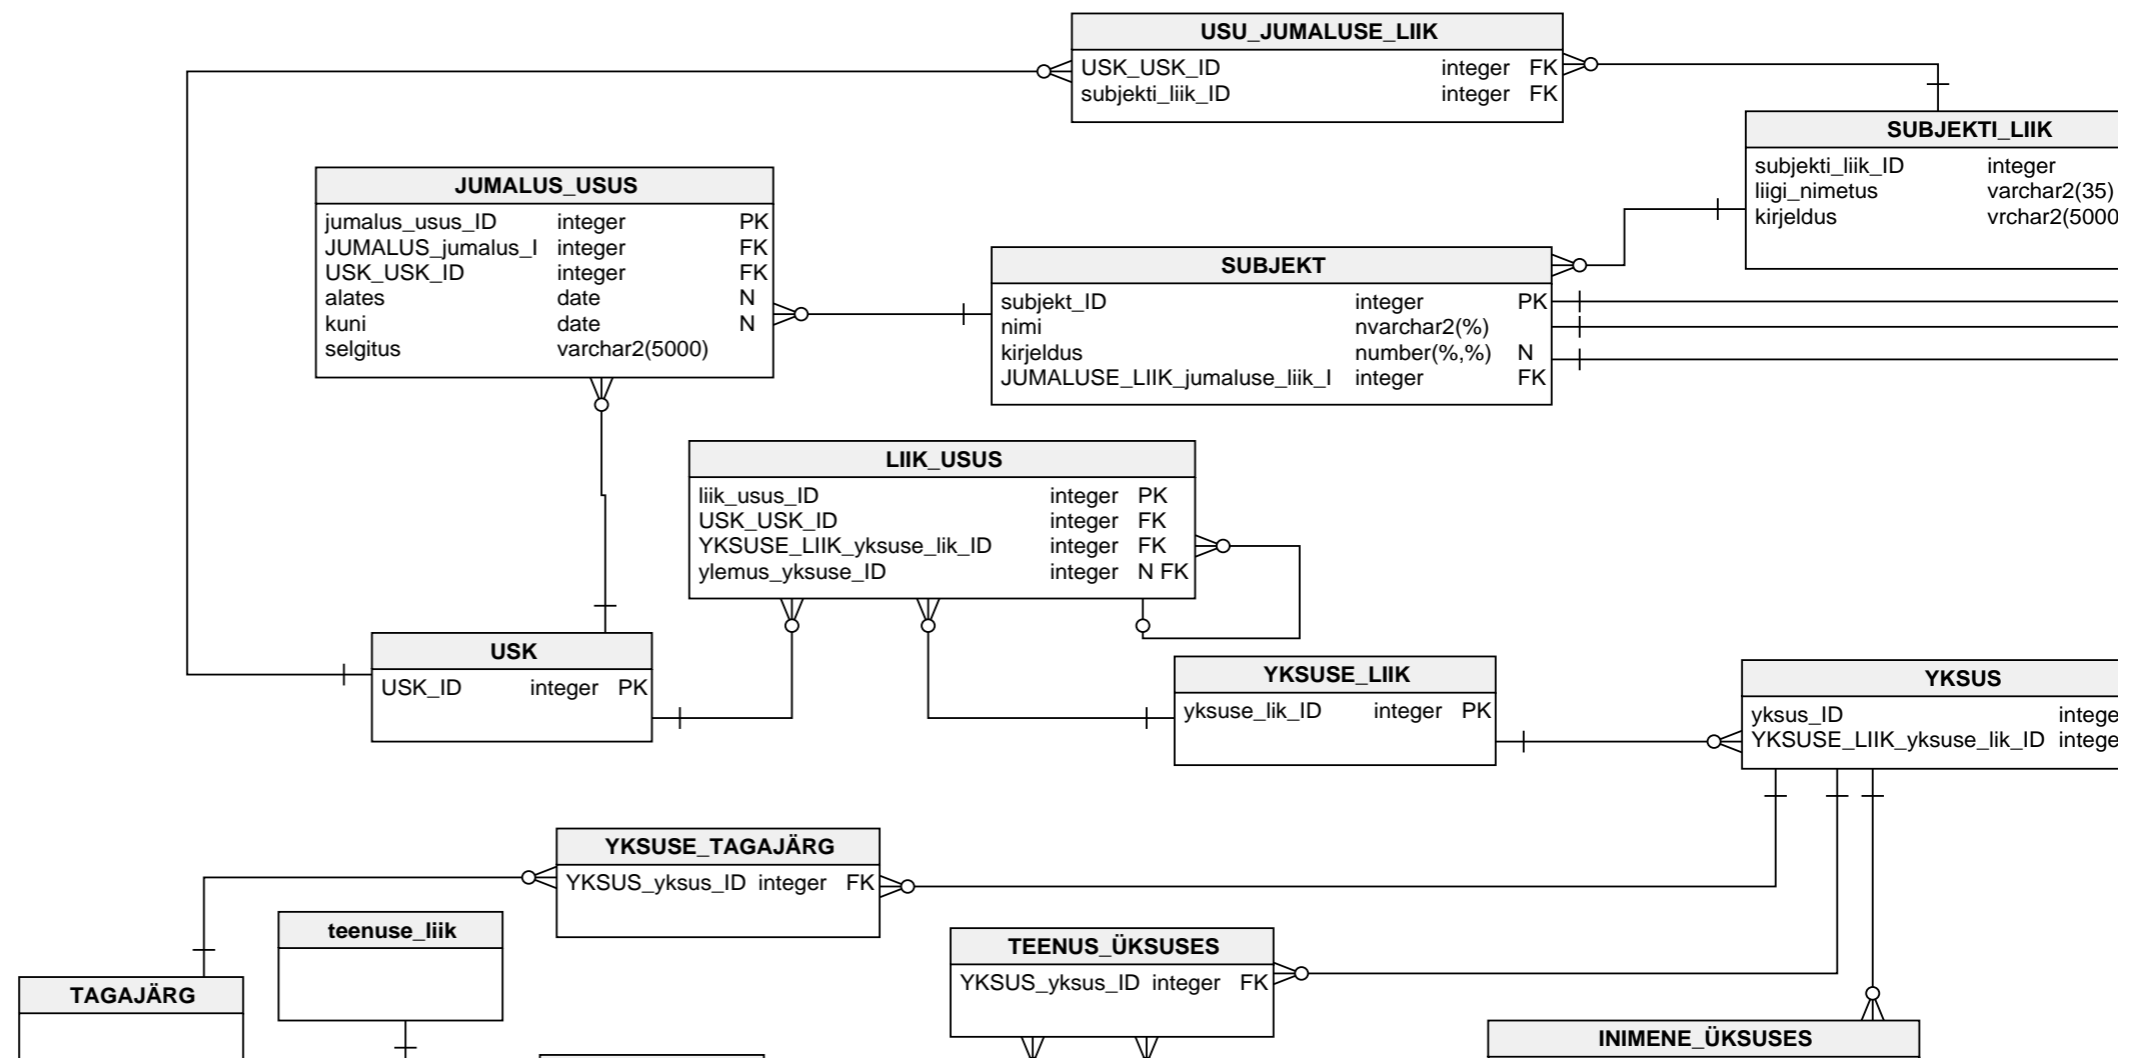 USU_JUMALUSE_LIIK
USK_USK_ID integer FK
subjekti_liik_ID integer FK
SUBJEKTI_LIIK
subjekti_liik_ID integer
liigi_nimetus varchar2(35)
kirjeldus vrchar2(5000
JUMALUS_USUS
jumalus_usus_ID integer PK
JUMALUS_jumalus_I integer FK
USK_USK_ID integer FK
alates date N
kuni date N
selgitus varchar2(5000)
SUBJEKT
subjekt_ID integer PK
nimi nvarchar2(%)
kirjeldus number(%,%) N
JUMALUSE_LIIK_jumaluse_liik_I integer FK
LIIK_USUS
liik_usus_ID integer PK
USK_USK_ID integer FK
YKSUSE_LIIK_yksuse_lik_ID integer FK
ylemus_yksuse_ID integer N FK
USK
USK_ID integer PK
YKSUSE_LIIK
yksuse_lik_ID integer PK
YKSUS
yksus_ID intege
YKSUSE_LIIK_yksuse_lik_ID intege
YKSUSE_TAGAJÄRG
YKSUS_yksus_ID integer FK
teenuse_liik
TEENUS_ÜKSUSES
YKSUS_yksus_ID integer FK
TAGAJÄRG
INIMENE_ÜKSUSES